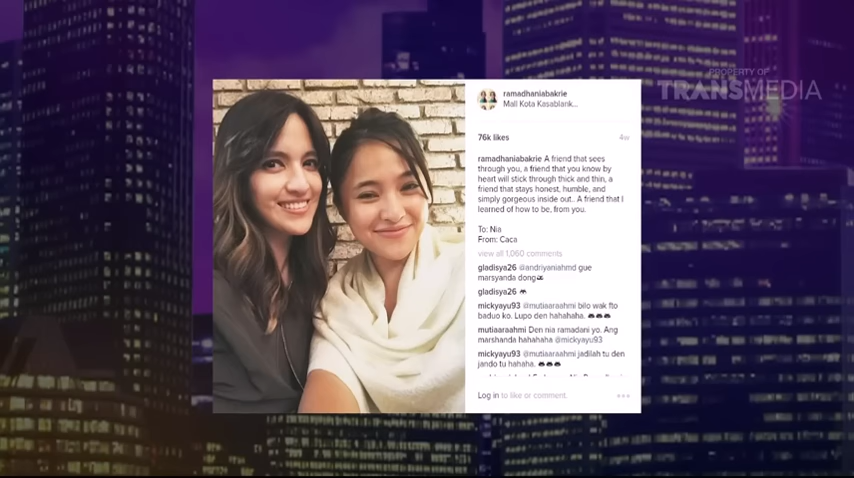 PROPERTY OF
TRANSMEDIA
ramadhaniabakrie
Mall Kota Kasablank...
76k likes
4w
ramadhaniabakrie A friend that sees
through you, a friend that you know by
heart will stick through thick and thin, a
friend that stays honest, humble, and
simply gorgeous inside out.. A friend that I
learned of how to be, from you.
To: Nia
From: Caca
view all 1,060 comments
gladisya26 @andriyaniahmd gue
marsyanda dong
gladisya26
mickyayu93 @mutiaaraahmi bilo wak fto
baduo ko. Lupo den hahahaha.
mutiaaraahmi Den nia ramadani yo. Ang
marshanda hahahaha @mickyayu93
mickyayu93 @mutiaaraahmi jadilah tu den
jando tu hahaha.
Log in to like or comment.